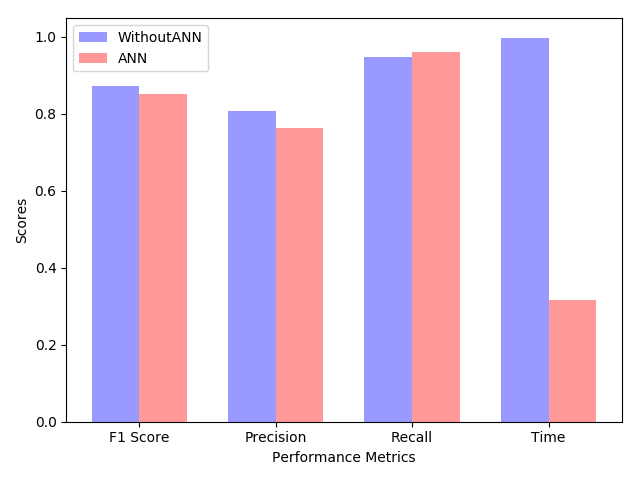 WithoutANN
ANN
1.0
0.8
0.6
0.4
0.2
0.0
Scores
F1 Score
Precision
Recall
Time
Performance Metrics